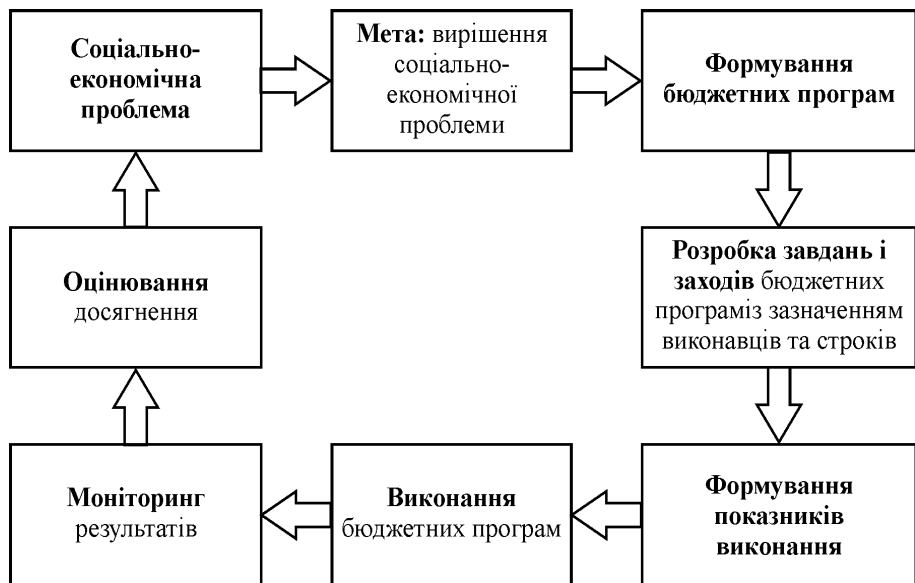 Соціально-
економічна
проблема
Мета: вирішення
соціально-
економічної
проблеми
Формування
бюджетних програм
Розробка завдань і
заходів бюджетних
програміз зазначенням
виконавців та строків
Формування
показників
виконання
Виконання
бюджетних програм
Моніторинг
результатів
Оцінювання
досягнення